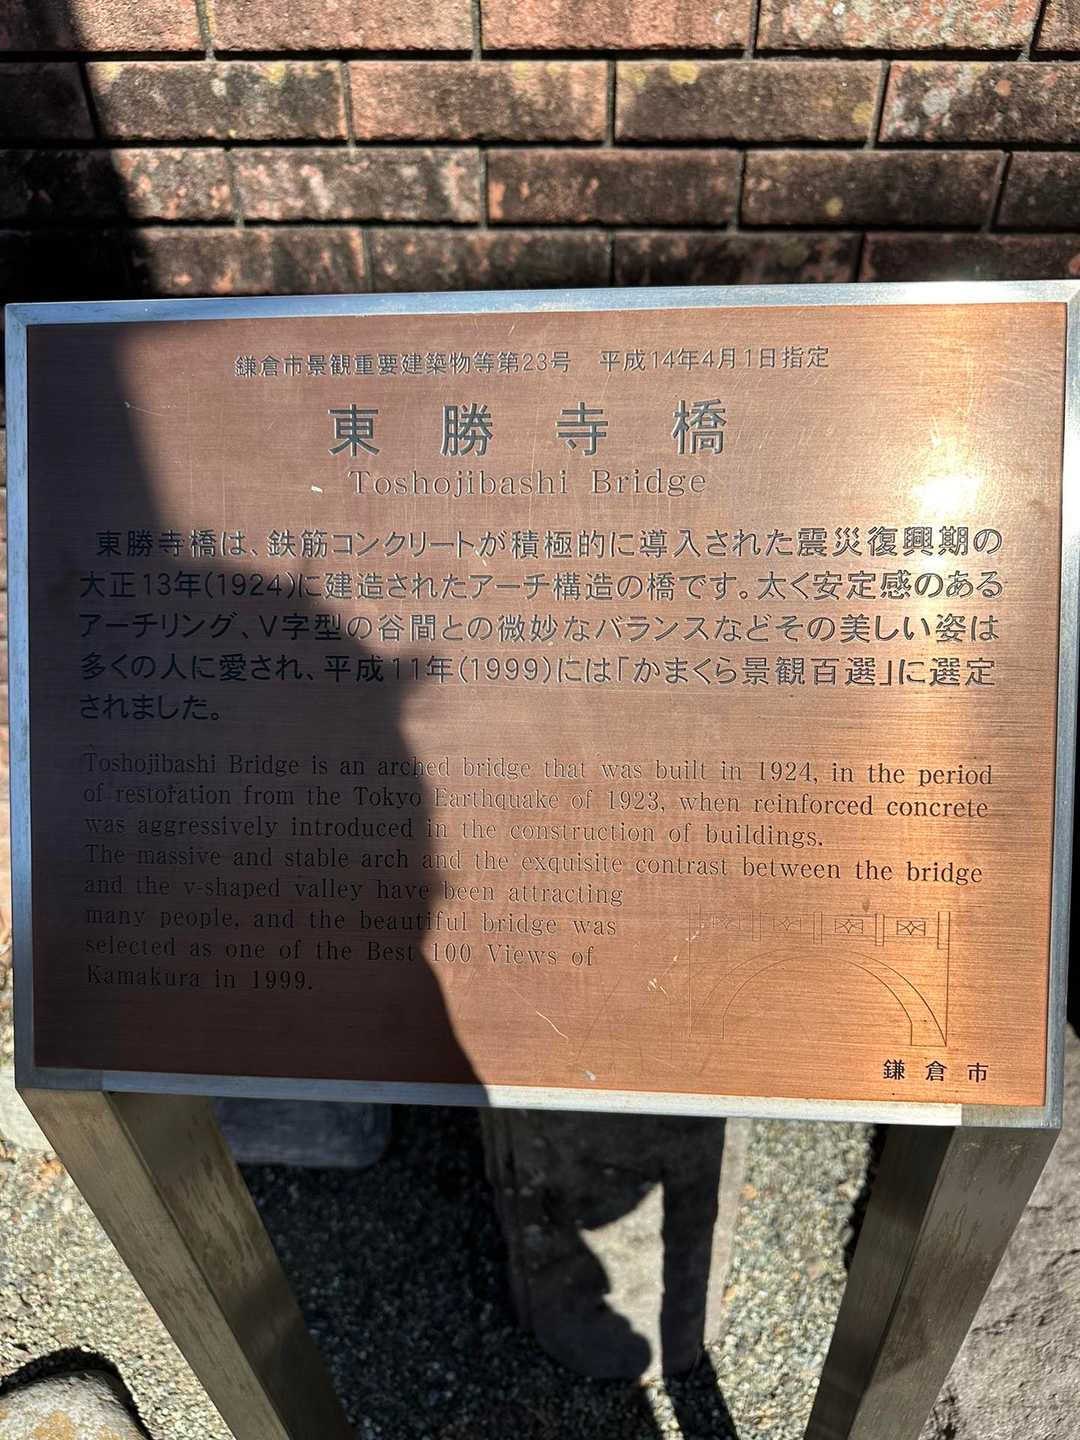 鎌倉市景観重要建築物等第23号　平成14年4月1日指定
東勝寺橋
Toshojibashi Bridge
東勝寺橋は、鉄筋コンクリートが積極的に導入された震災復興期の
大正13年(1924)に建造されたアーチ構造の橋です。太く安定感のある
アーチリング、V字型の谷間との微妙なバランスなどその美しい姿は
多くの人に愛され、平成11年(1999)には「かまくら景観百選」に選定
されました。
Toshojibashi Bridge is an arched bridge that was built in 1924, in the period
of restoration from the Tokyo Earthquake of 1923, when reinforced concrete
was aggressively introduced in the construction of buildings.
The massive and stable arch and the exquisite contrast between the bridge
and the v-shaped valley have been attracting
many people, and the beautiful bridge was
selected as one of the Best 100 Views of
Kamakura in 1999.
鎌倉市